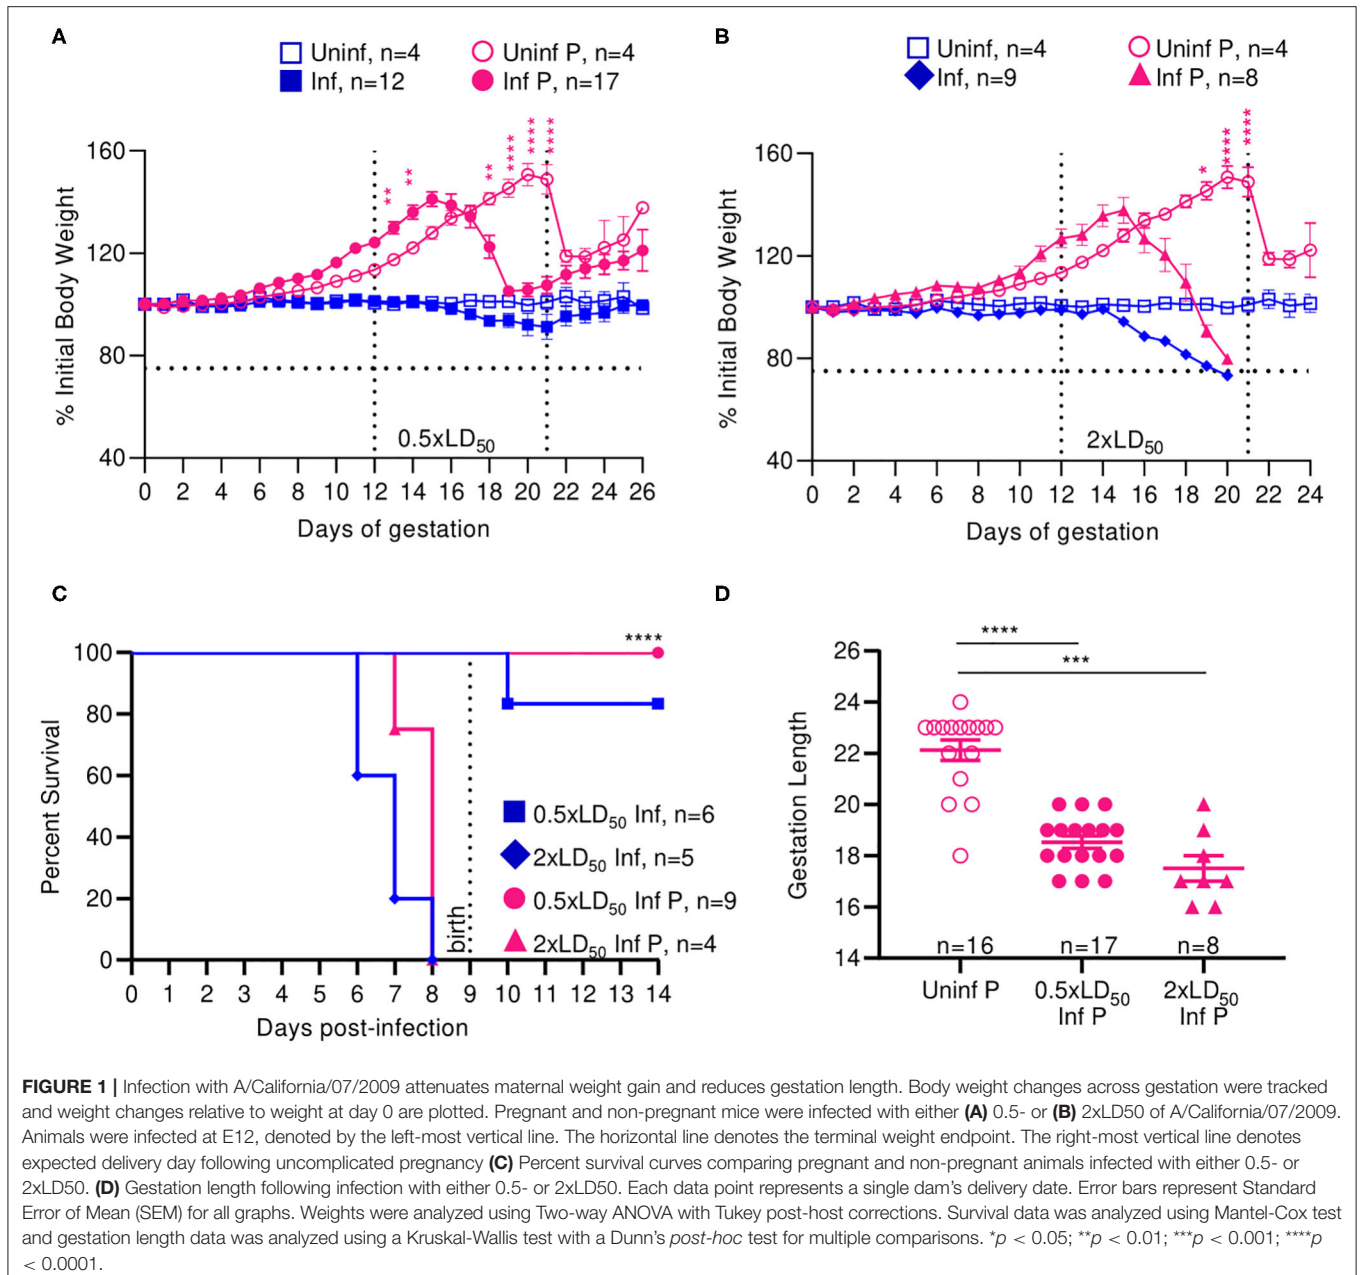 A
Uninf, n=4
Uninf P, n=4
Inf, n=12
Inf P, n=17
** ** ** **** **** ****
160
120
80
40
% Initial Body Weight
0.5xLD50
0 2 4 6 8 10 12 14 16 18 20 22 24 26
Days of gestation
B
Uninf, n=4
Uninf P, n=4
Inf, n=9
Inf P, n=8
* **** ****
160
120
80
40
% Initial Body Weight
2xLD50
0 2 4 6 8 10 12 14 16 18 20 22 24
Days of gestation
C
****
100
80
60
40
20
0
Percent Survival
birth
0.5xLD50 Inf, n=6
2xLD50 Inf, n=5
0.5xLD50 Inf P, n=9
2xLD50 Inf P, n=4
0 1 2 3 4 5 6 7 8 9 10 11 12 13 14
Days post-infection
D
****
***
26
24
22
20
18
16
14
Gestation Length
n=16 n=17 n=8
Uninf P 0.5xLD50 2xLD50
Inf P Inf P
FIGURE 1 | Infection with A/California/07/2009 attenuates maternal weight gain and reduces gestation length. Body weight changes across gestation were tracked
and weight changes relative to weight at day 0 are plotted. Pregnant and non-pregnant mice were infected with either (A) 0.5- or (B) 2xLD50 of A/California/07/2009.
Animals were infected at E12, denoted by the left-most vertical line. The horizontal line denotes the terminal weight endpoint. The right-most vertical line denotes
expected delivery day following uncomplicated pregnancy (C) Percent survival curves comparing pregnant and non-pregnant animals infected with either 0.5- or
2xLD50. (D) Gestation length following infection with either 0.5- or 2xLD50. Each data point represents a single dam's delivery date. Error bars represent Standard
Error of Mean (SEM) for all graphs. Weights were analyzed using Two-way ANOVA with Tukey post-host corrections. Survival data was analyzed using Mantel-Cox test
and gestation length data was analyzed using a Kruskal-Wallis test with a Dunn's post-hoc test for multiple comparisons. *p < 0.05; **p < 0.01; ***p < 0.001; ****p
< 0.0001.